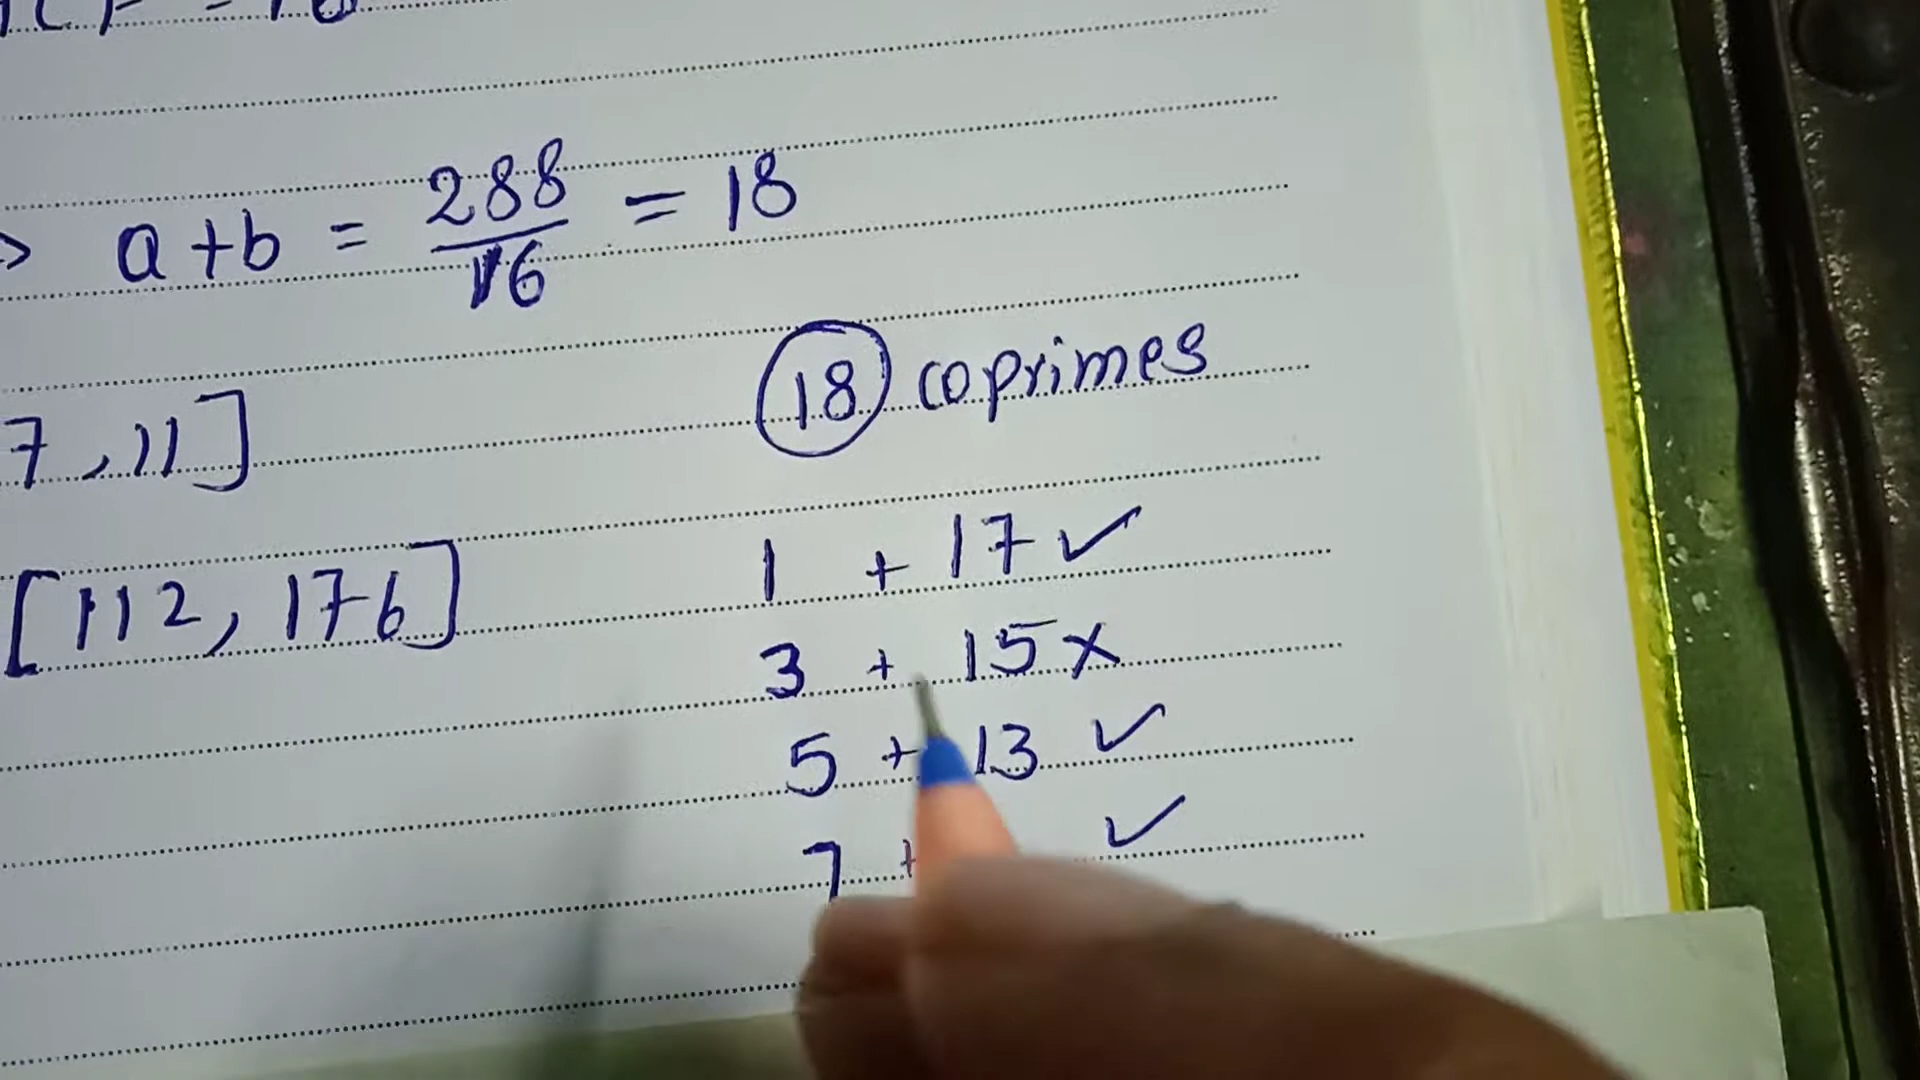 a+b = 288/16 = 18
18 coprimes
7, 11]
1 + 17 ✓
[112, 176]
3 + 15 x
5 + 13 ✓
7 + ✓